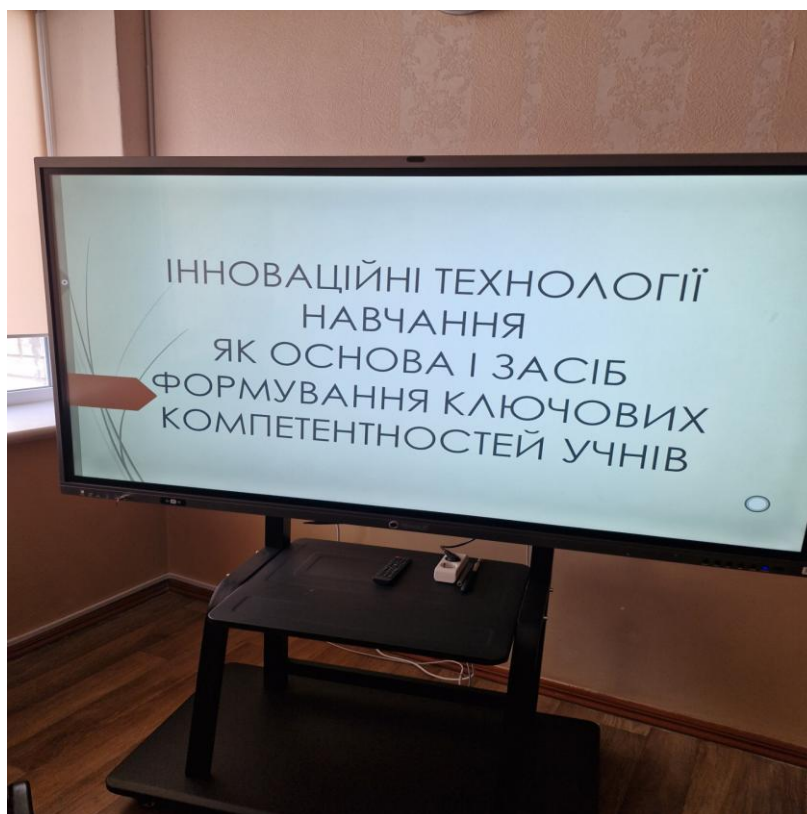 ІННОВАЦІЙНІ ТЕХНОЛОГІЇ
НАВЧАННЯ
ЯК ОСНОВА І ЗАСІБ
ФОРМУВАННЯ КЛЮЧОВИХ
КОМПЕТЕНТНОСТЕЙ УЧНІВ